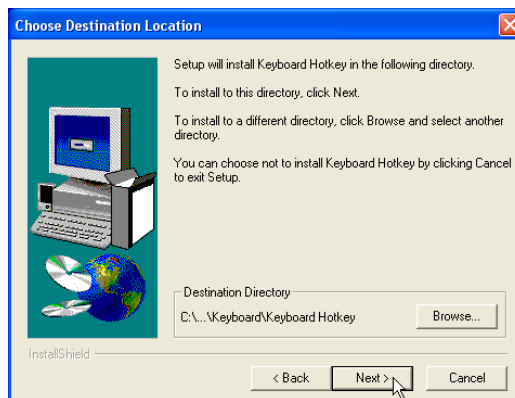 Choose Destination Location
Setup will install Keyboard Hotkey in the following directory.
To install to this directory, click Next.
To install to a different directory, click Browse and select another
directory.
You can choose not to install Keyboard Hotkey by clicking Cancel
to exit Setup.
Destination Directory
C:\...\Keyboard\Keyboard Hotkey
Browse...
InstallShield
< Back
Next >
Cancel